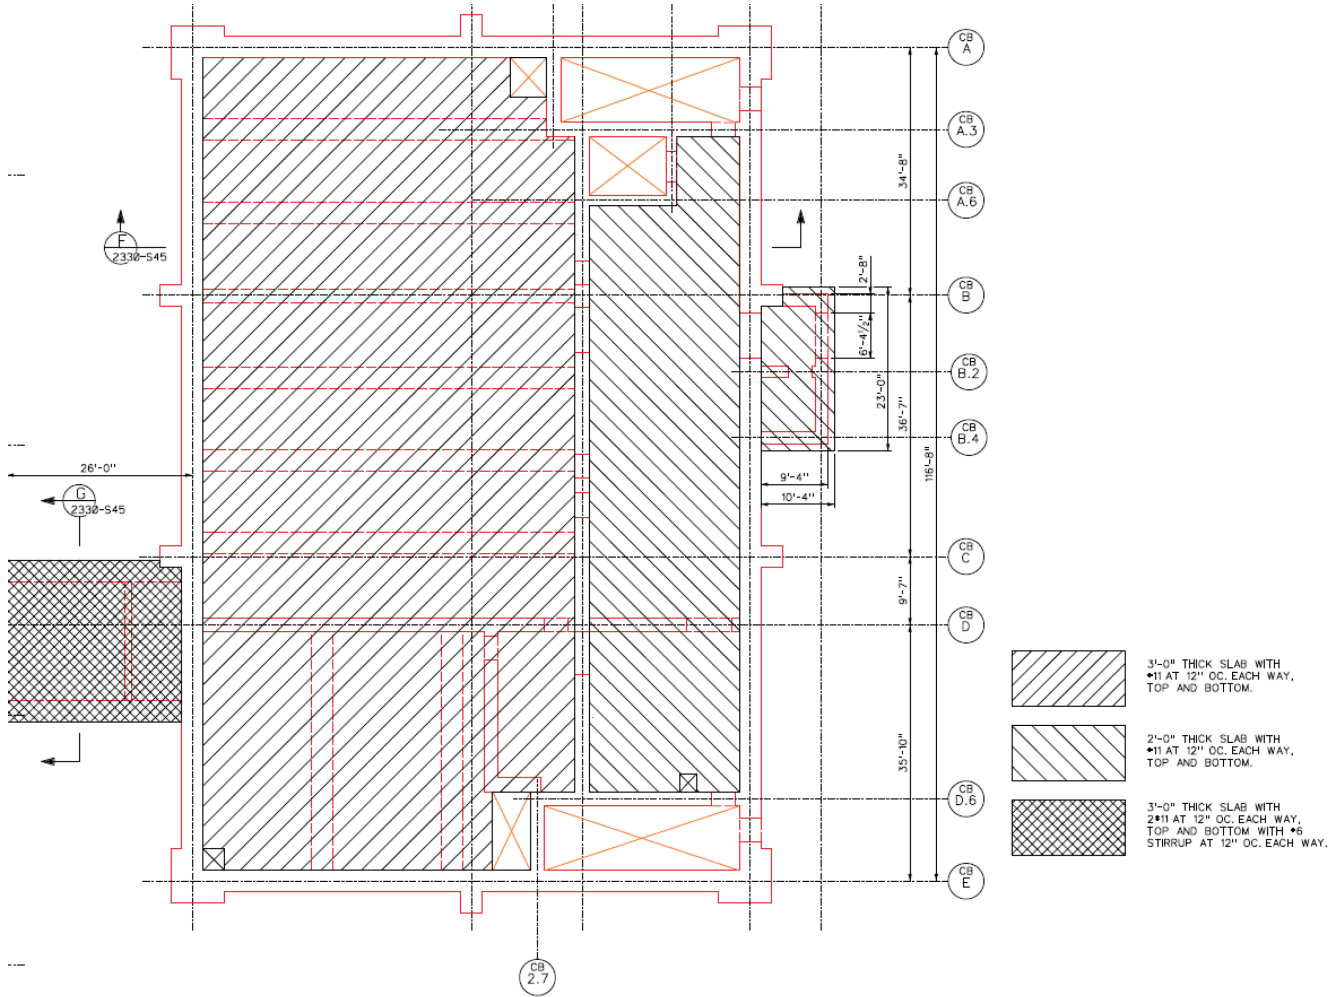 CB
A
CB
A.3
34'-8"
CB
A.6
F
2330-S45
2'-8"
CB
B
6'-4½"
CB
B.2
23'-0"
36'-7"
CB
B.4
116'-8"
26'-0"
9'-4"
10'-4"
G
2330-S45
CB
C
9'-7"
CB
D
3'-0" THICK SLAB WITH
#11 AT 12" OC. EACH WAY,
TOP AND BOTTOM.
2'-0" THICK SLAB WITH
#11 AT 12" OC. EACH WAY,
TOP AND BOTTOM.
35'-10"
CB
D.6
3'-0" THICK SLAB WITH
2#11 AT 12" OC. EACH WAY,
TOP AND BOTTOM WITH #6
STIRRUP AT 12" OC. EACH WAY.
CB
E
CB
2.7